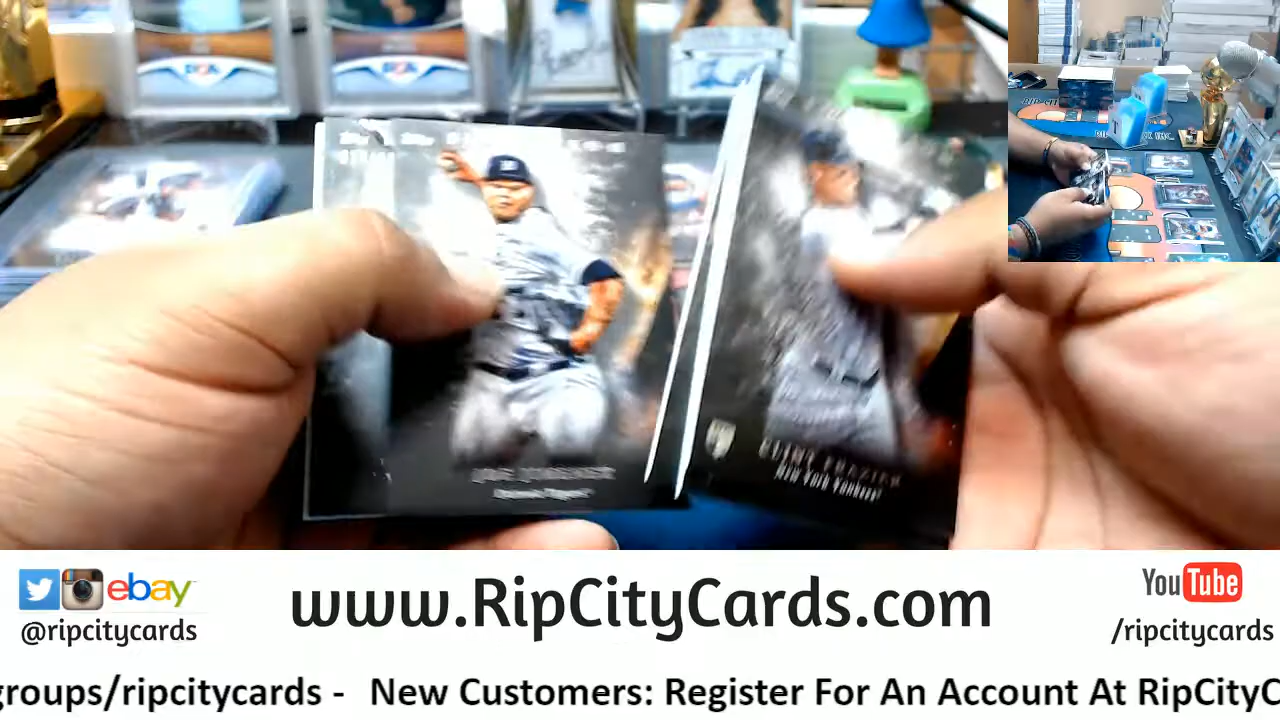 CLINT FRAZIER
New York Yankees
ebay
@ripcitycards
www.RipCityCards.com
YouTube
/ripcitycards
groups/ripcitycards - New Customers: Register For An Account At RipCityC